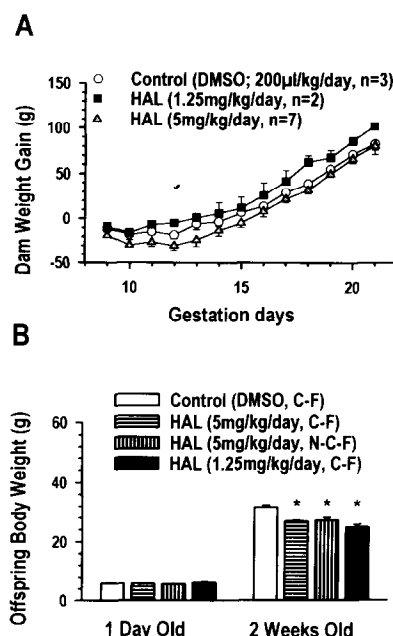 A
Control (DMSO; 200µl/kg/day, n=3)
HAL (1.25mg/kg/day, n=2)
HAL (5mg/kg/day, n=7)
Dam Weight Gain (g)
150
100
50
0
-50
10 15 20
Gestation days
B
Control (DMSO, C-F)
HAL (5mg/kg/day, C-F)
HAL (5mg/kg/day, N-C-F)
HAL (1.25mg/kg/day, C-F)
Offspring Body Weight (g)
60
40
20
0
* * *
1 Day Old 2 Weeks Old